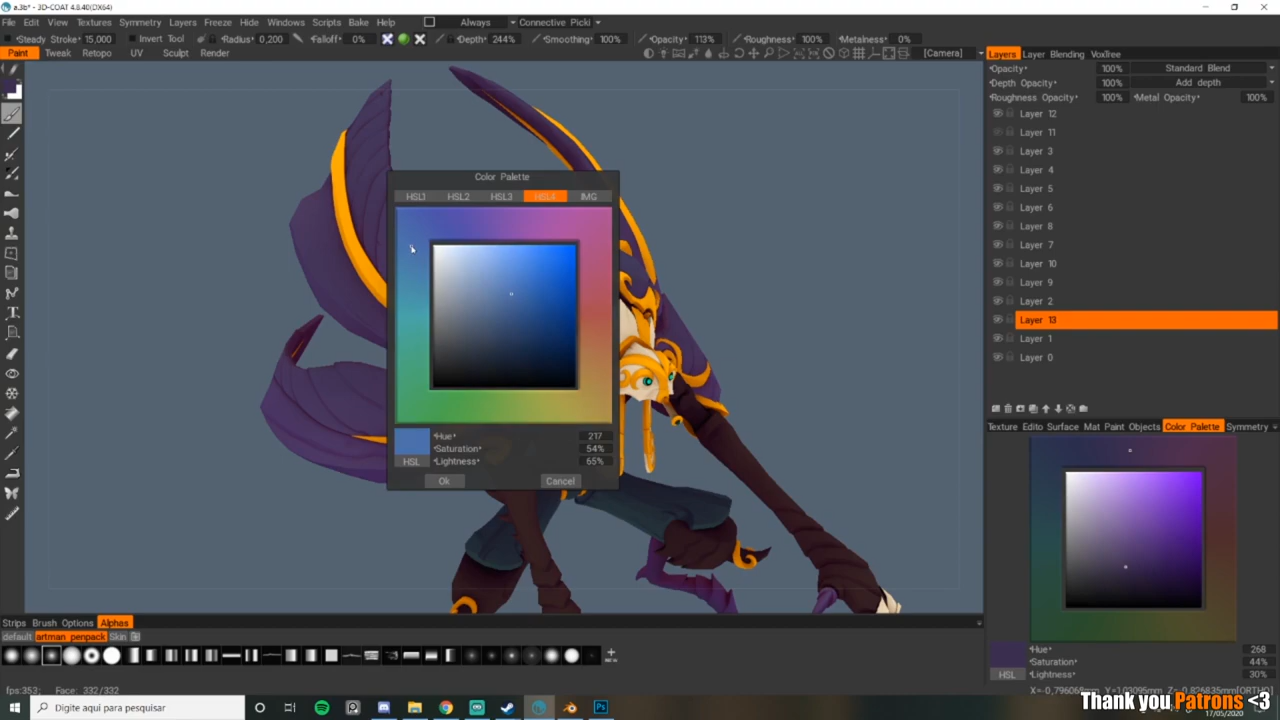 a.3b* - 3D-COAT 4.8.40(DX64)
File Edit View Textures Symmetry Layers Freeze Hide Windows Scripts Bake Help Always Connective Picki
Steady Stroke 15,000 Invert Tool Radius 0,200 Falloff 0% Depth 244% Smoothing 100% Opacity 113% Roughness 100% Metalness 0%
Paint Tweak Retopo UV Sculpt Render [Camera] Layers Layer Blending VoxTree
Opacity 100% Standard Blend
Depth Opacity 100% Add depth
Roughness Opacity 100% Metal Opacity 100%
Layer 12
Layer 11
Layer 3
Layer 4
Layer 5
Layer 6
Layer 8
Layer 7
Layer 10
Layer 9
Layer 2
Layer 13
Layer 1
Layer 0
Color Palette
HSL1 HSL2 HSL3 HSL4 IMG
Hue 217
Saturation 54%
HSL Lightness 65%
Ok Cancel
Texture Edito Surface Mat Paint Objects Color Palette Symmetry
Hue 268
Saturation 44%
HSL Lightness 30%
Strips Brush Options Alphas
default artman penpack Skin
fps:353; Face: 332/332
Digite aqui para pesquisar
17/05/2020
Thank you Patrons <3